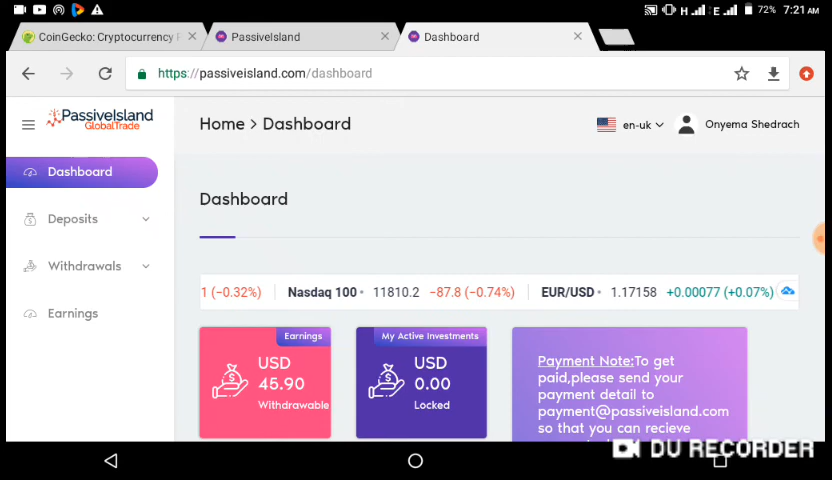 72% 7:21 AM
CoinGecko: Cryptocurrency
PassiveIsland
Dashboard
https://passiveisland.com/dashboard
PassiveIsland
GlobalTrade
Home > Dashboard
en-uk
Onyema Shedrach
Dashboard
Deposits
Withdrawals
Earnings
Dashboard
1 (−0.32%) Nasdaq 100 11810.2 −87.8 (−0.74%) EUR/USD 1.17158 +0.00077 (+0.07%)
Earnings
USD
45.90
Withdrawable
My Active Investments
USD
0.00
Locked
Payment Note:To get
paid,please send your
payment detail to
payment@passiveisland.com
so that you can recieve
DU RECORDER